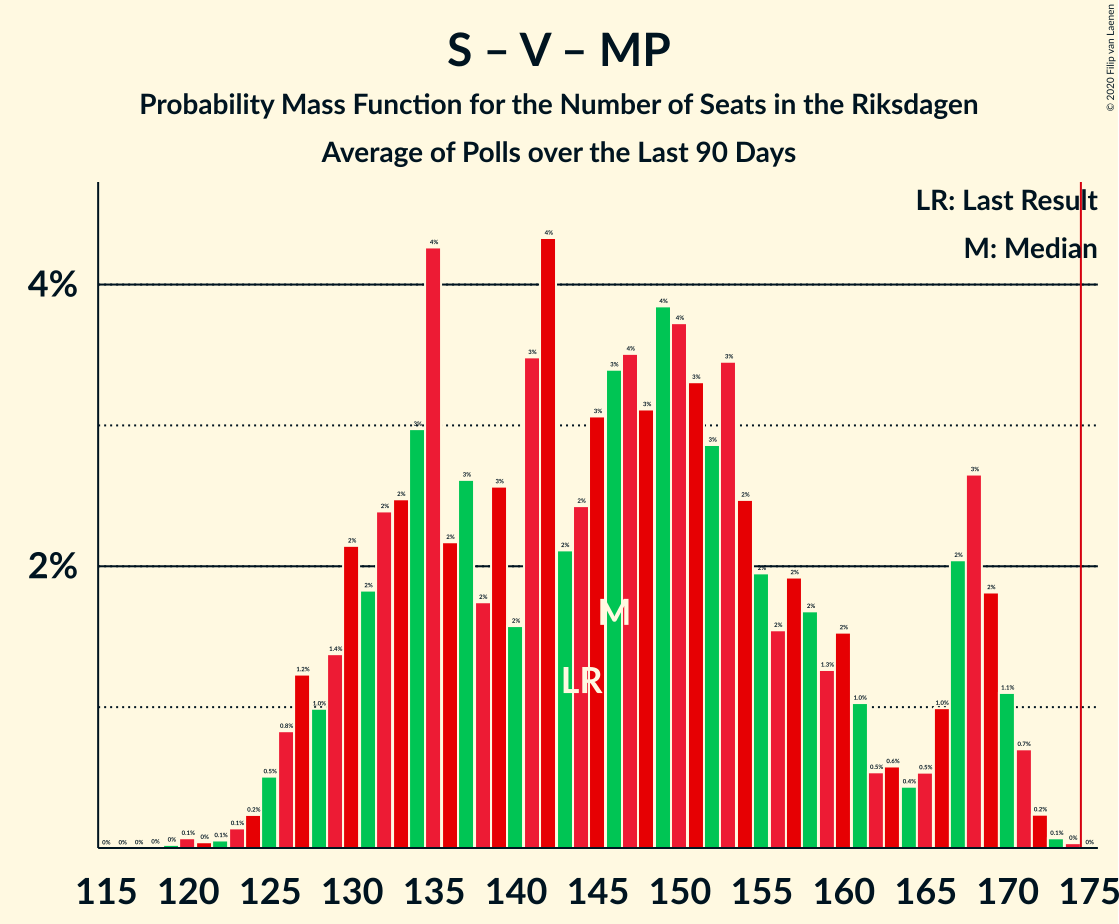 S – V – MP
Probability Mass Function for the Number of Seats in the Riksdagen
Average of Polls over the Last 90 Days
© 2020 Filip van Laenen
LR: Last Result
M: Median
4%
2%
0% 0% 0% 0% 0% 0.1% 0% 0.1% 0.1% 0.2% 0.5% 0.8% 1.2% 1.0% 1.4% 2% 2% 2% 2% 3% 4% 2% 3% 2% 3% 2% 3% 4% 2% 2% 3% 3% 4% 3% 4% 4% 3% 3% 3% 2% 2% 2% 2% 2% 1.3% 2% 1.0% 0.5% 0.6% 0.4% 0.5% 1.0% 2% 3% 2% 1.1% 0.7% 0.2% 0.1% 0% 0%
M
LR
115 120 125 130 135 140 145 150 155 160 165 170 175